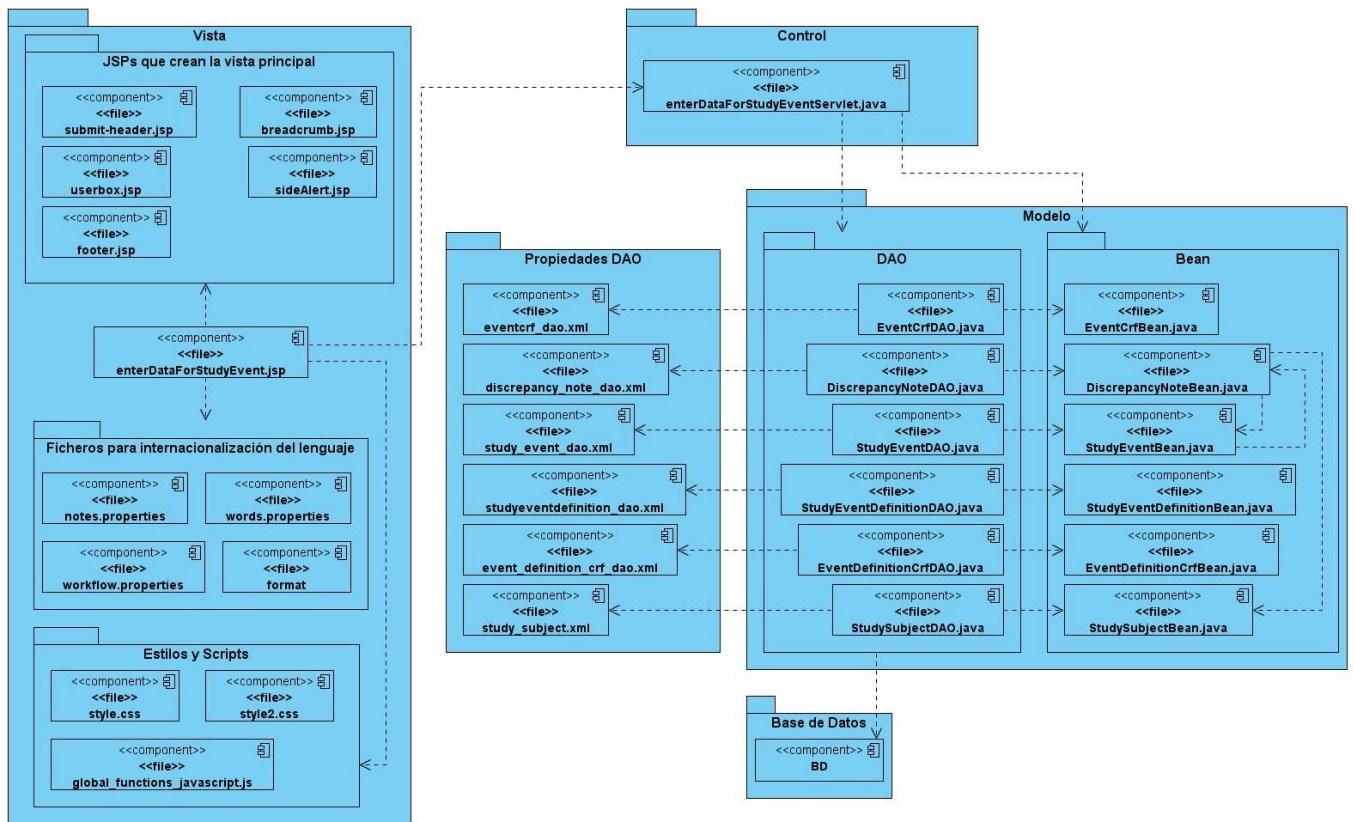 Vista
JSPs que crean la vista principal
<<component>>
<<file>>
submit-header.jsp
<<component>>
<<file>>
breadcrumb.jsp
<<component>>
<<file>>
userbox.jsp
<<component>>
<<file>>
sideAlert.jsp
<<component>>
<<file>>
footer.jsp
<<component>>
<<file>>
enterDataForStudyEvent.jsp
Ficheros para internacionalización del lenguaje
<<component>>
<<file>>
notes.properties
<<component>>
<<file>>
words.properties
<<component>>
<<file>>
workflow.properties
<<component>>
<<file>>
format
Estilos y Scripts
<<component>>
<<file>>
style.css
<<component>>
<<file>>
style2.css
<<component>>
<<file>>
global_functions_javascript.js
Control
<<component>>
<<file>>
enterDataForStudyEventServlet.java
Propiedades DAO
<<component>>
<<file>>
eventcrf_dao.xml
<<component>>
<<file>>
discrepancy_note_dao.xml
<<component>>
<<file>>
study_event_dao.xml
<<component>>
<<file>>
studyeventdefinition_dao.xml
<<component>>
<<file>>
event_definition_crf_dao.xml
<<component>>
<<file>>
study_subject.xml
Modelo
DAO
<<component>>
<<file>>
EventCrfDAO.java
<<component>>
<<file>>
DiscrepancyNoteDAO.java
<<component>>
<<file>>
StudyEventDAO.java
<<component>>
<<file>>
StudyEventDefinitionDAO.java
<<component>>
<<file>>
EventDefinitionCrfDAO.java
<<component>>
<<file>>
StudySubjectDAO.java
Bean
<<component>>
<<file>>
EventCrfBean.java
<<component>>
<<file>>
DiscrepancyNoteBean.java
<<component>>
<<file>>
StudyEventBean.java
<<component>>
<<file>>
StudyEventDefinitionBean.java
<<component>>
<<file>>
EventDefinitionCrfBean.java
<<component>>
<<file>>
StudySubjectBean.java
Base de Datos
<<component>>
BD